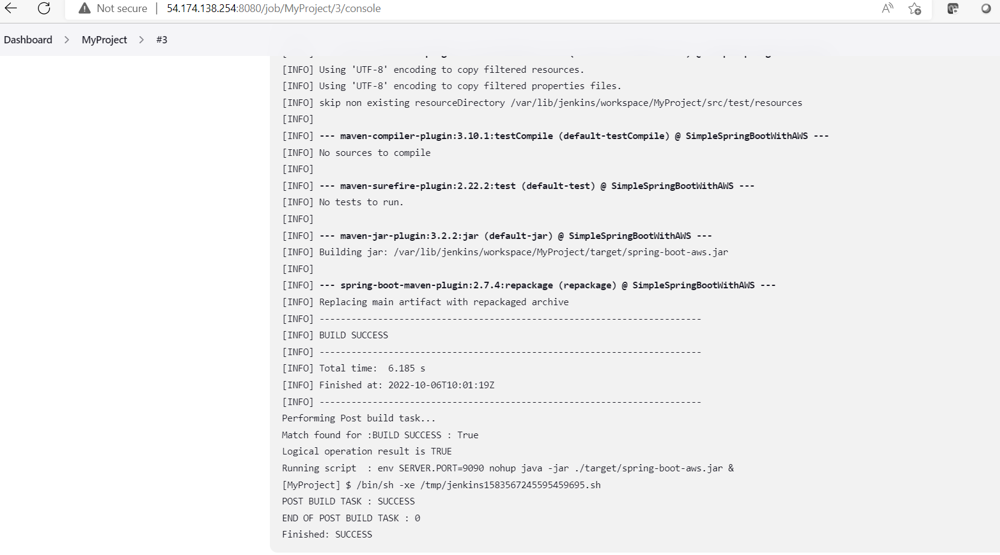 Not secure | 54.174.138.254:8080/job/MyProject/3/console
Dashboard > MyProject > #3
[INFO] Using 'UTF-8' encoding to copy filtered resources.
[INFO] Using 'UTF-8' encoding to copy filtered properties files.
[INFO] skip non existing resourceDirectory /var/lib/jenkins/workspace/MyProject/src/test/resources
[INFO]
[INFO] --- maven-compiler-plugin:3.10.1:testCompile (default-testCompile) @ SimpleSpringBootWithAWS ---
[INFO] No sources to compile
[INFO]
[INFO] --- maven-surefire-plugin:2.22.2:test (default-test) @ SimpleSpringBootWithAWS ---
[INFO] No tests to run.
[INFO]
[INFO] --- maven-jar-plugin:3.2.2:jar (default-jar) @ SimpleSpringBootWithAWS ---
[INFO] Building jar: /var/lib/jenkins/workspace/MyProject/target/spring-boot-aws.jar
[INFO]
[INFO] --- spring-boot-maven-plugin:2.7.4:repackage (repackage) @ SimpleSpringBootWithAWS ---
[INFO] Replacing main artifact with repackaged archive
[INFO] ------------------------------------------------------------------------
[INFO] BUILD SUCCESS
[INFO] ------------------------------------------------------------------------
[INFO] Total time:  6.185 s
[INFO] Finished at: 2022-10-06T10:01:19Z
[INFO] ------------------------------------------------------------------------
Performing Post build task...
Match found for :BUILD SUCCESS : True
Logical operation result is TRUE
Running script  : env SERVER.PORT=9090 nohup java -jar ./target/spring-boot-aws.jar &
[MyProject] $ /bin/sh -xe /tmp/jenkins1583567245595459695.sh
POST BUILD TASK : SUCCESS
END OF POST BUILD TASK : 0
Finished: SUCCESS